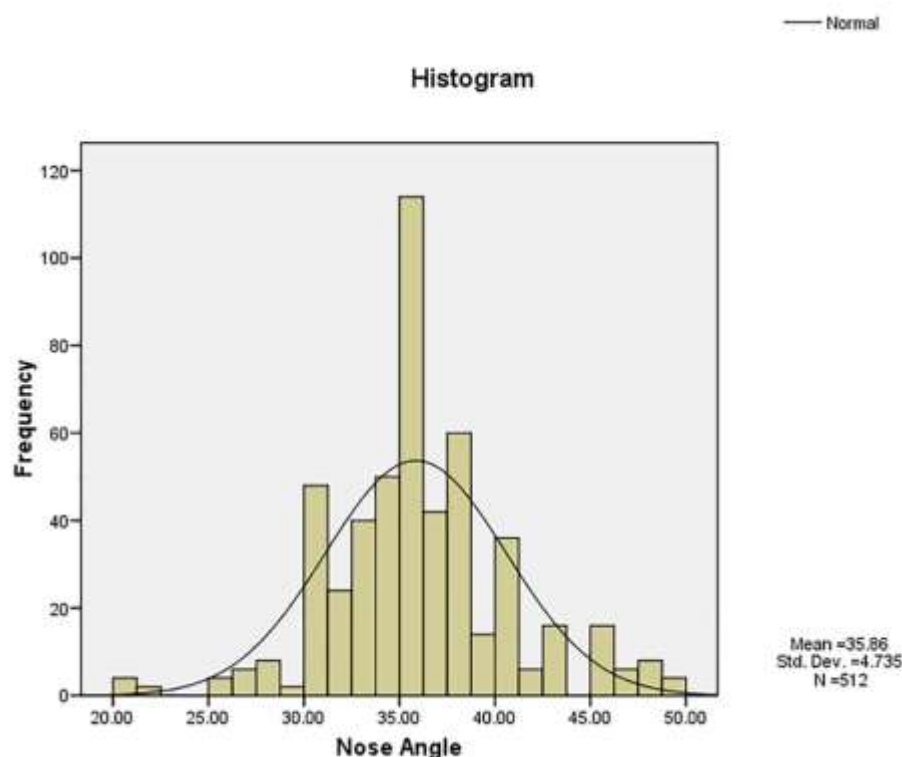 Normal
Histogram
120
100
80
60
40
20
0
Frequency
20.00 25.00 30.00 35.00 40.00 45.00 50.00
Nose Angle
Mean =35.86
Std. Dev. =4.735
N =512